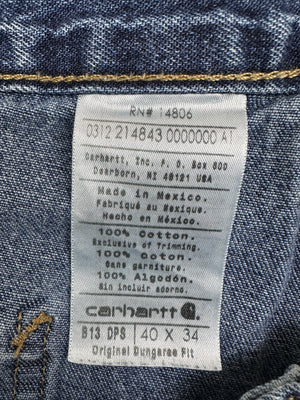 RN# 14806
0312 214843 0000000 A1
Carhartt, Inc. P. O. Box 600
Dearborn, MI 48121 USA
Made in Mexico.
Fabriqué au Mexique.
Hecho en México.
100% Cotton.
Exclusive of Trimming.
100% Coton.
Sans garniture.
100% Algodón.
Sin incluir adorno.
carhartt
B13 DPS 40 X 34
Original Dungaree Fit